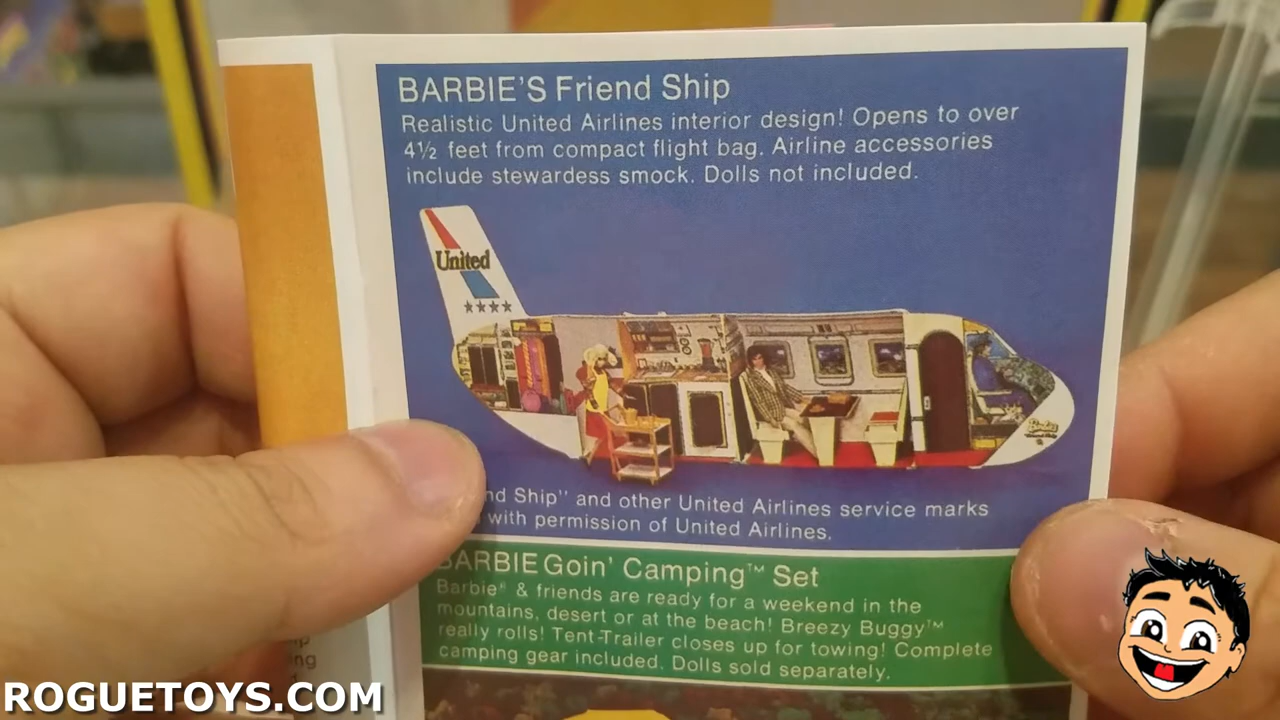 BARBIE'S Friend Ship
Realistic United Airlines interior design! Opens to over
4½ feet from compact flight bag. Airline accessories
include stewardess smock. Dolls not included.
United
nd Ship" and other United Airlines service marks
with permission of United Airlines.
BARBIE Goin' Camping™ Set
Barbie® & friends are ready for a weekend in the
mountains, desert or at the beach! Breezy Buggy™
really rolls! Tent-Trailer closes up for towing! Complete
camping gear included. Dolls sold separately.
ROGUETOYS.COM